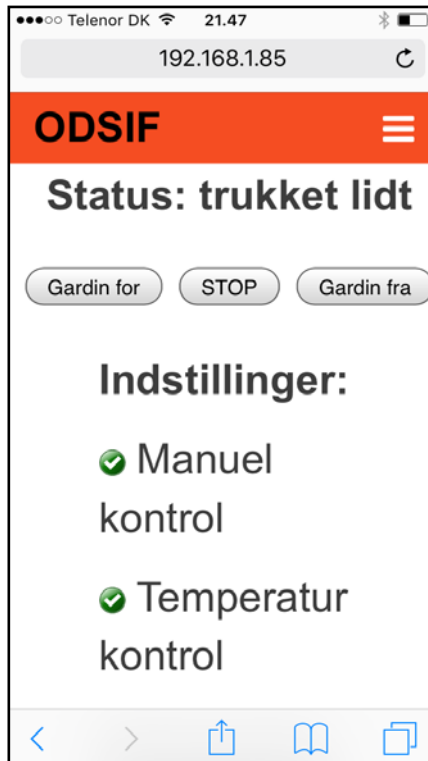 Telenor DK 21.47
192.168.1.85
ODSIF
Status: trukket lidt
Gardin for STOP Gardin fra
Indstillinger:
Manuel
kontrol
Temperatur
kontrol